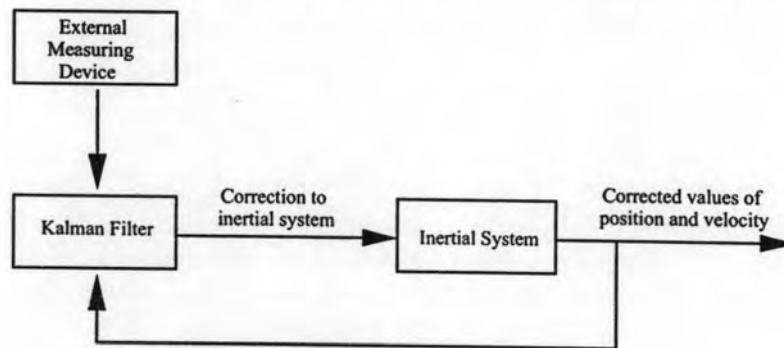 External
Measuring
Device
Kalman Filter
Correction to
inertial system
Inertial System
Corrected values of
position and velocity